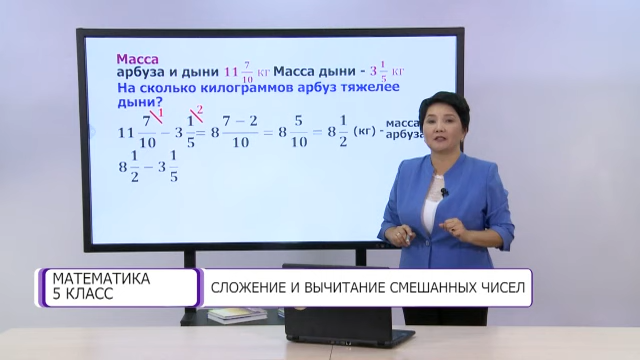 Масса
арбуза и дыни 11 7/10 кг Масса дыни - 3 1/5 кг
На сколько килограммов арбуз тяжелее
дыни?
11 7/10 \1 − 3 1/5 \2 = 8 (7 − 2)/10 = 8 5/10 = 8 1/2 (кг) - масса арбуза
8 1/2 − 3 1/5
МАТЕМАТИКА
5 КЛАСС
СЛОЖЕНИЕ И ВЫЧИТАНИЕ СМЕШАННЫХ ЧИСЕЛ